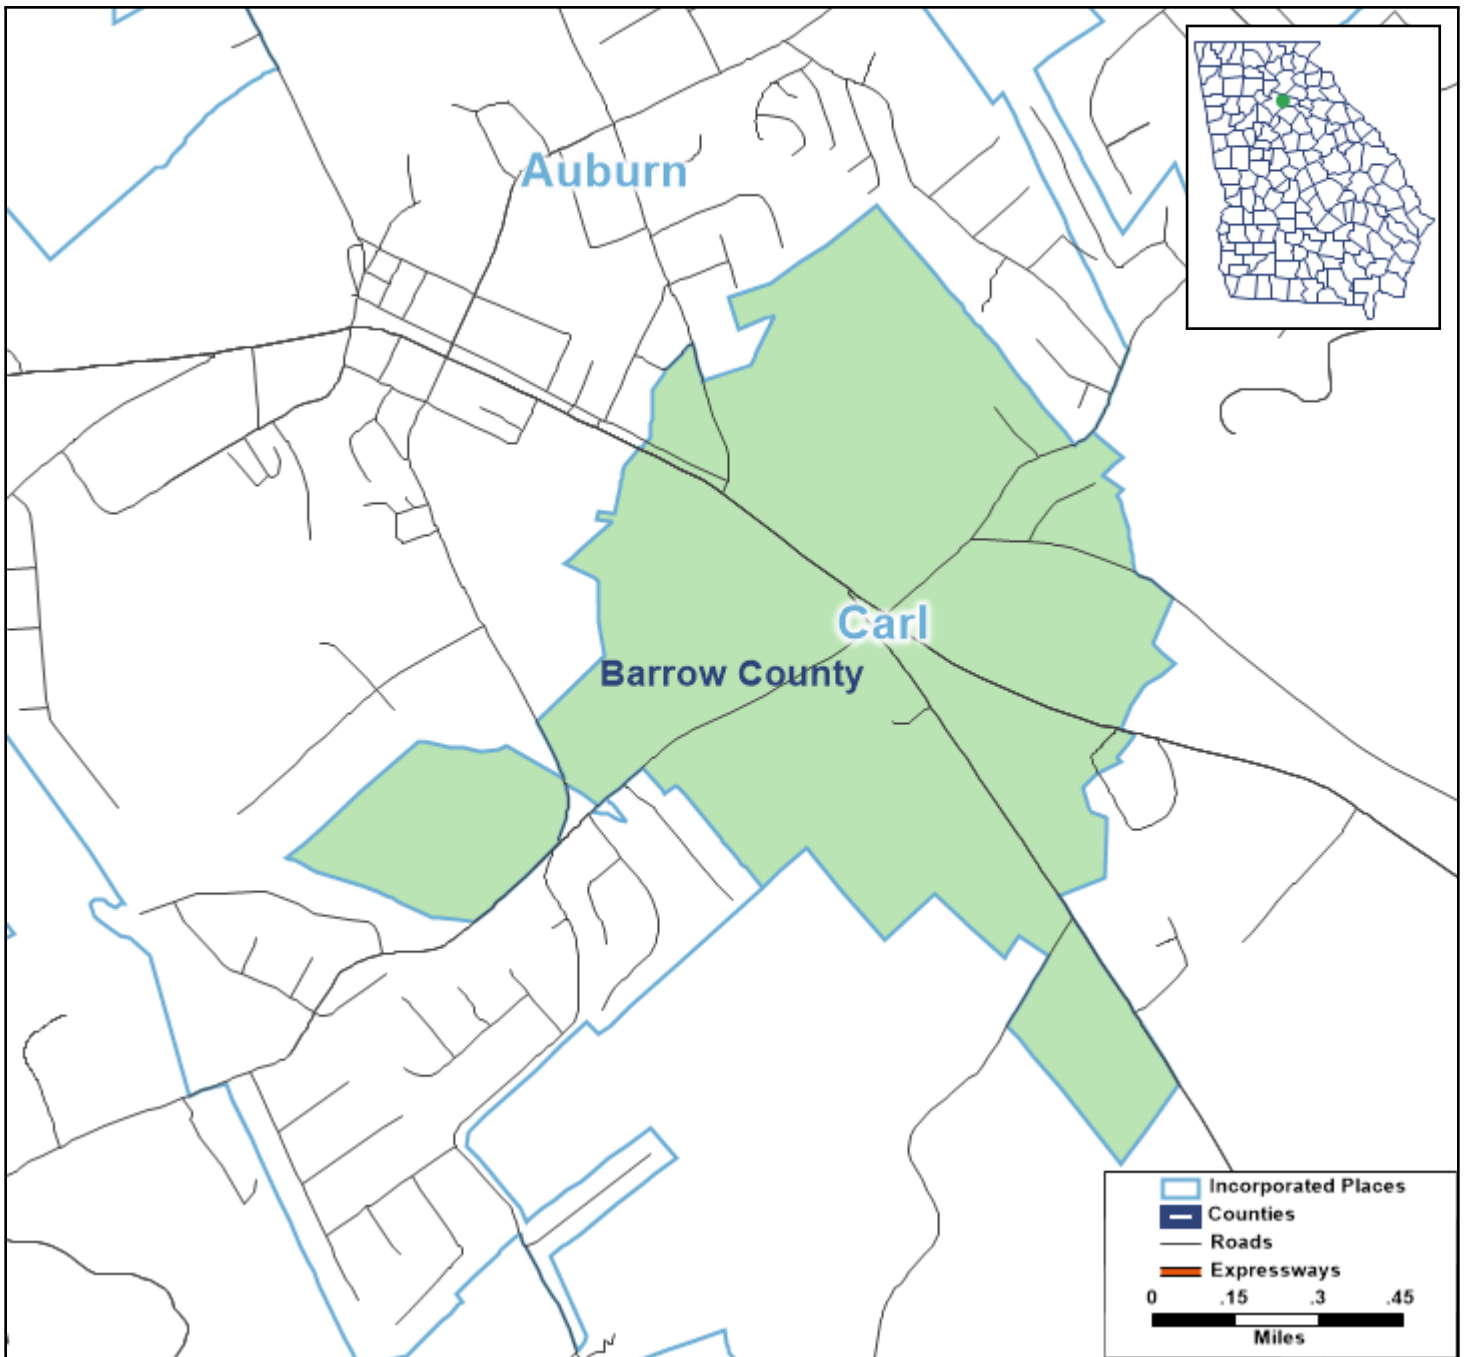 Auburn
Carl
Barrow County
Incorporated Places
Counties
Roads
Expressways
0 .15 .3 .45
Miles